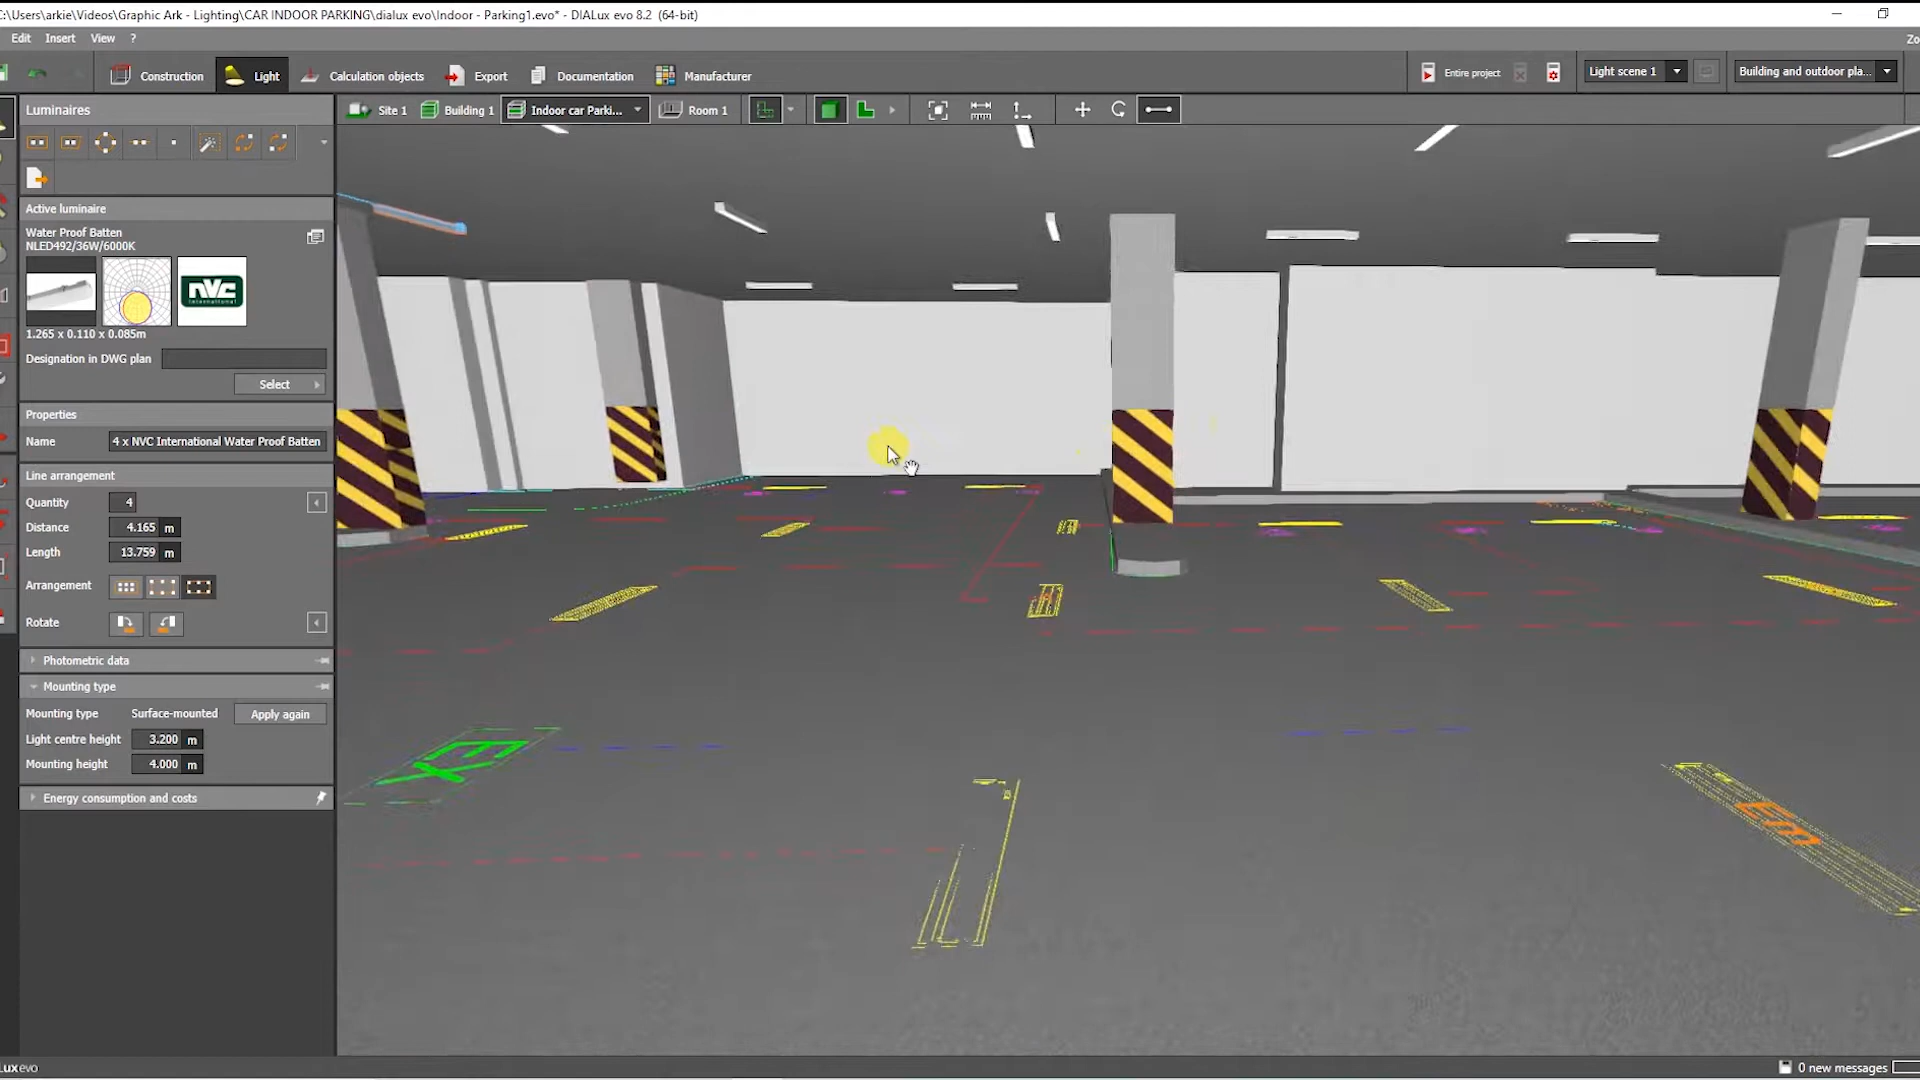 C:\Users\arkie\Videos\Graphic Ark - Lighting\CAR INDOOR PARKING\dialux evo\Indoor - Parking1.evo* - DIALux evo 8.2 (64-bit)
Edit Insert View ?
Construction Light Calculation objects Export Documentation Manufacturer Entire project Light scene 1 Building and outdoor pla...
Luminaires
Site 1 Building 1 Indoor car Parki... Room 1
Active luminaire
Water Proof Batten
NLED492/36W/6000K
nvc
international
1.265 x 0.110 x 0.085m
Designation in DWG plan
Select
Properties
Name 4 x NVC International Water Proof Batten
Line arrangement
Quantity 4
Distance 4.165 m
Length 13.759 m
Arrangement
Rotate
Photometric data
Mounting type
Mounting type Surface-mounted Apply again
Light centre height 3.200 m
Mounting height 4.000 m
Energy consumption and costs
0 new messages